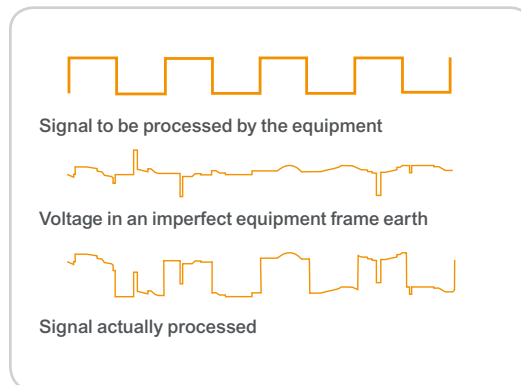 Signal to be processed by the equipment
Voltage in an imperfect equipment frame earth
Signal actually processed